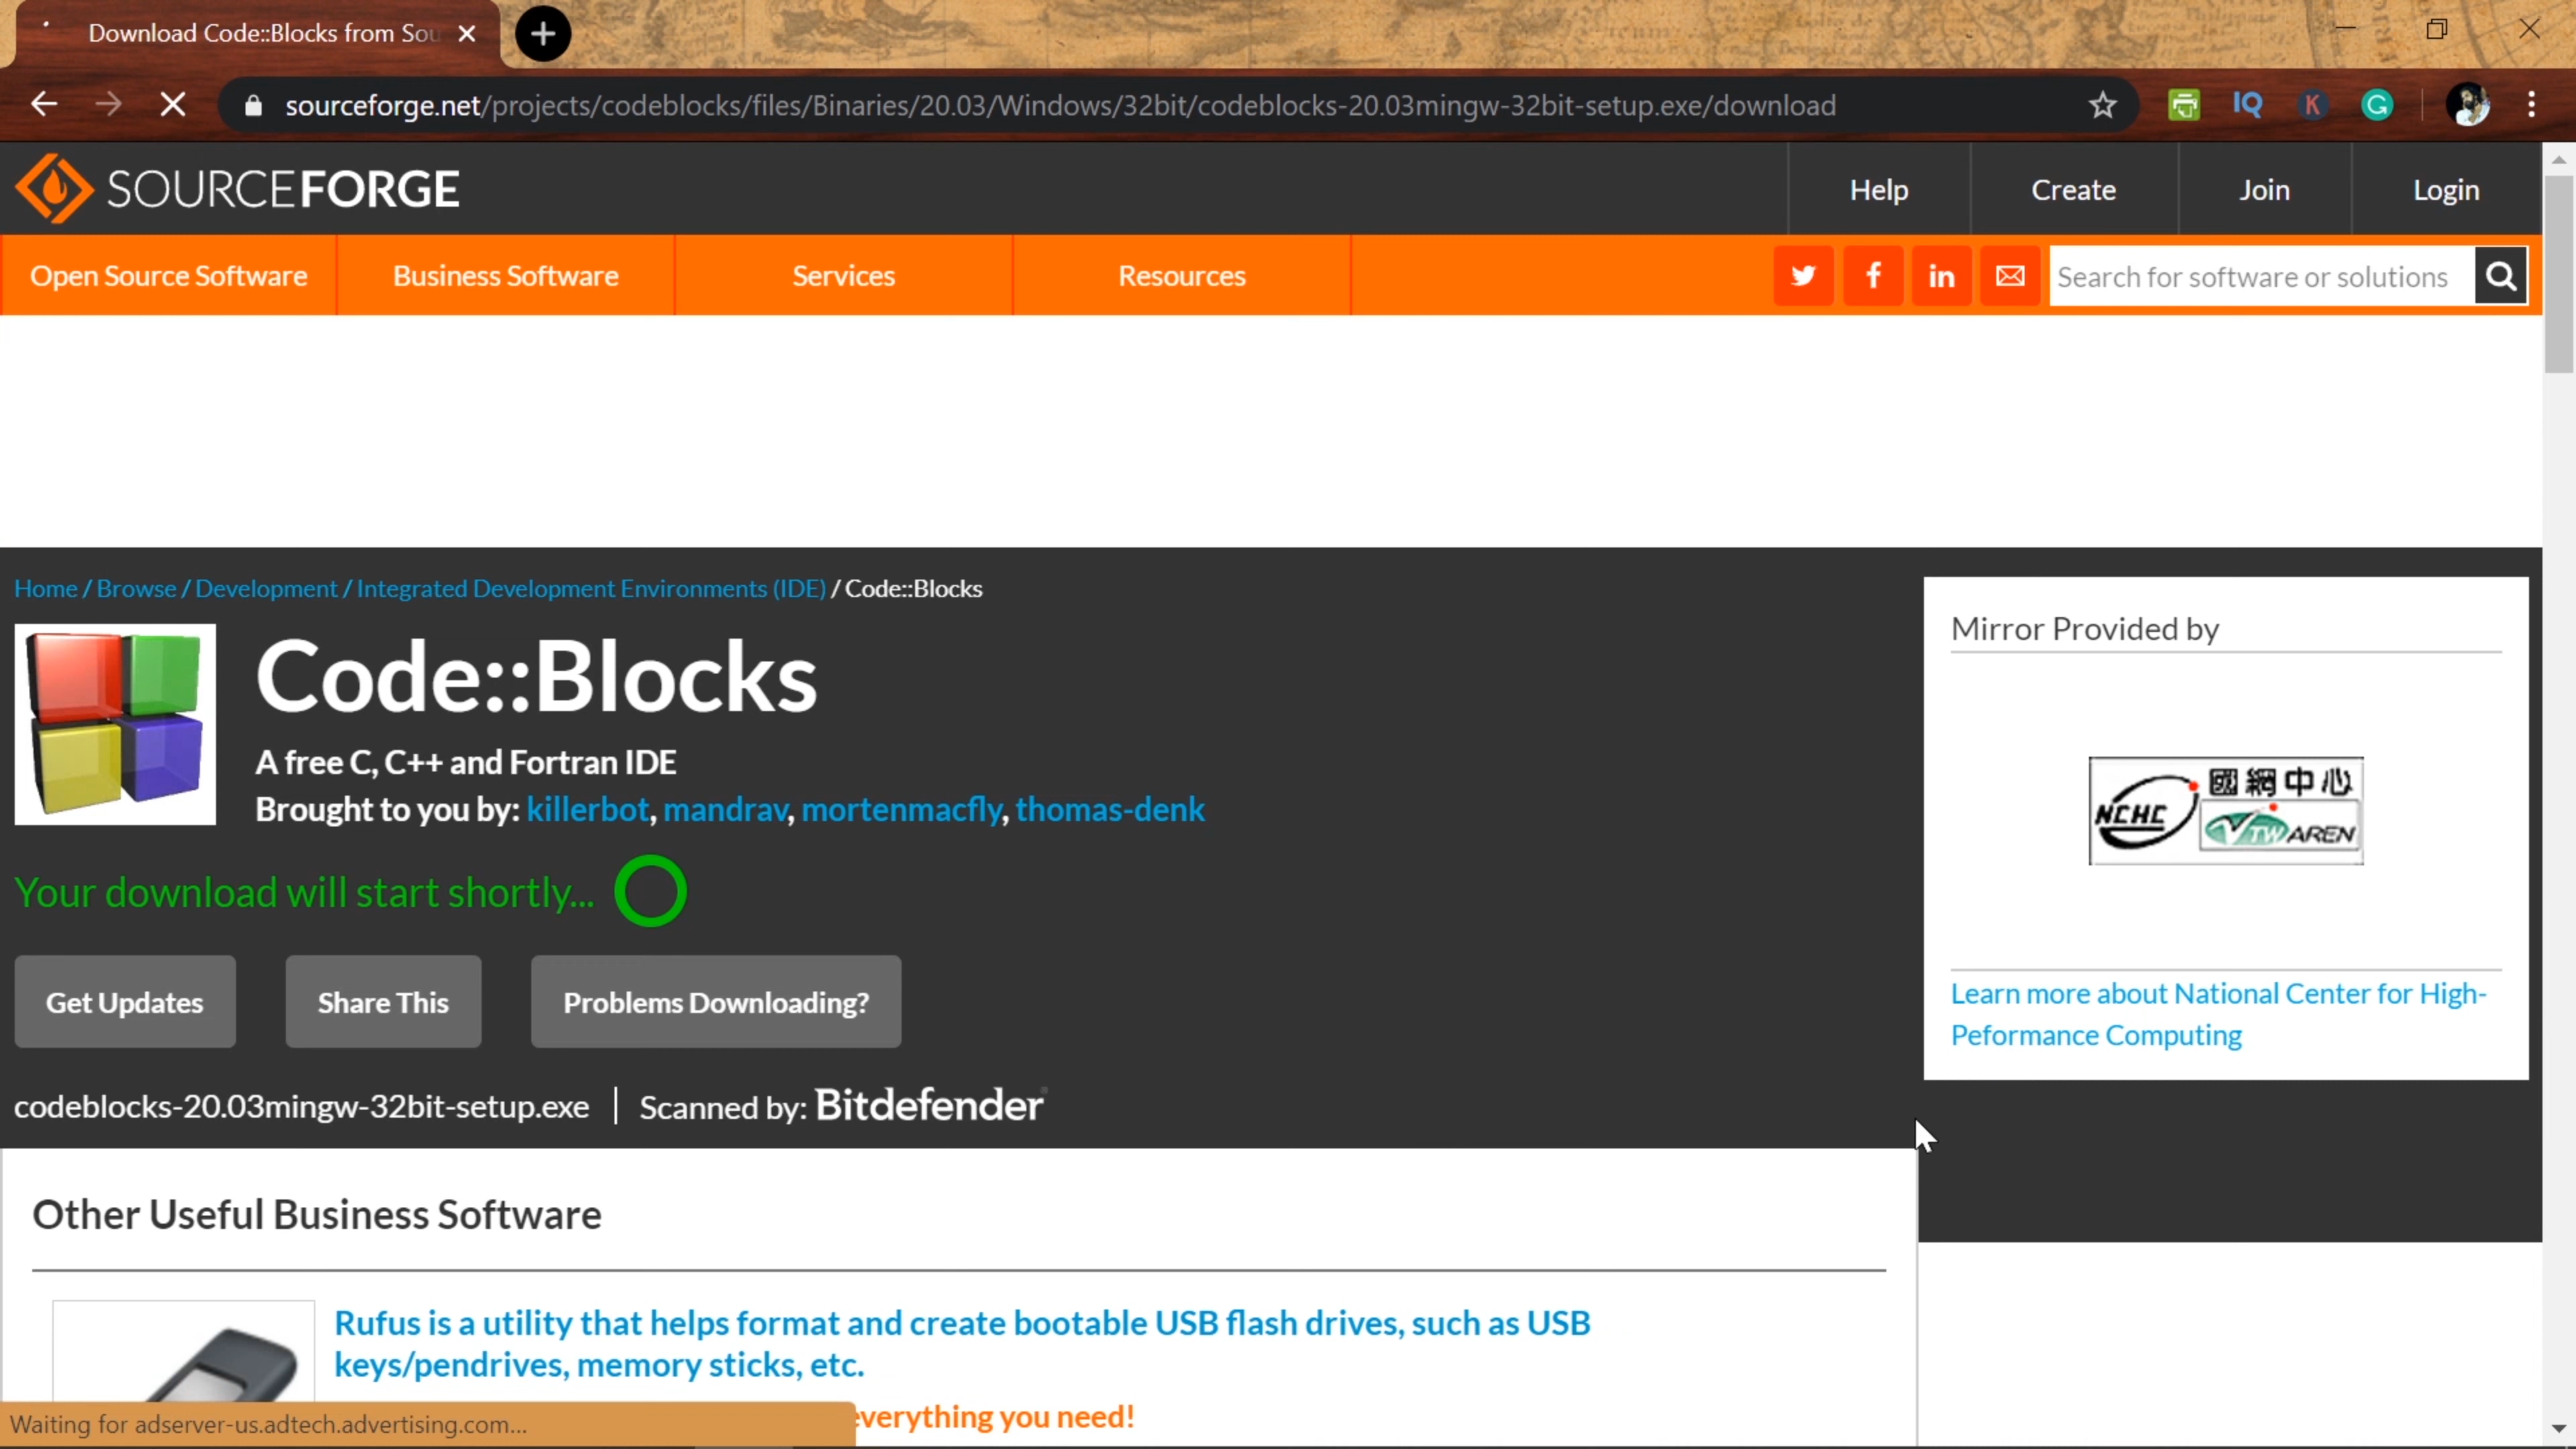 Download Code::Blocks from Sou
sourceforge.net/projects/codeblocks/files/Binaries/20.03/Windows/32bit/codeblocks-20.03mingw-32bit-setup.exe/download
IQ
K
G
SOURCEFORGE
Help
Create
Join
Login
Open Source Software
Business Software
Services
Resources
f
in
Search for software or solutions
Home / Browse / Development / Integrated Development Environments (IDE) / Code::Blocks
Code::Blocks
A free C, C++ and Fortran IDE
Brought to you by: killerbot, mandrav, mortenmacfly, thomas-denk
Your download will start shortly...
Get Updates
Share This
Problems Downloading?
codeblocks-20.03mingw-32bit-setup.exe | Scanned by: Bitdefender
Mirror Provided by
NCHC
國網中心
TWAREN
Learn more about National Center for High-
Peformance Computing
Other Useful Business Software
Rufus is a utility that helps format and create bootable USB flash drives, such as USB
keys/pendrives, memory sticks, etc.
everything you need!
Waiting for adserver-us.adtech.advertising.com...